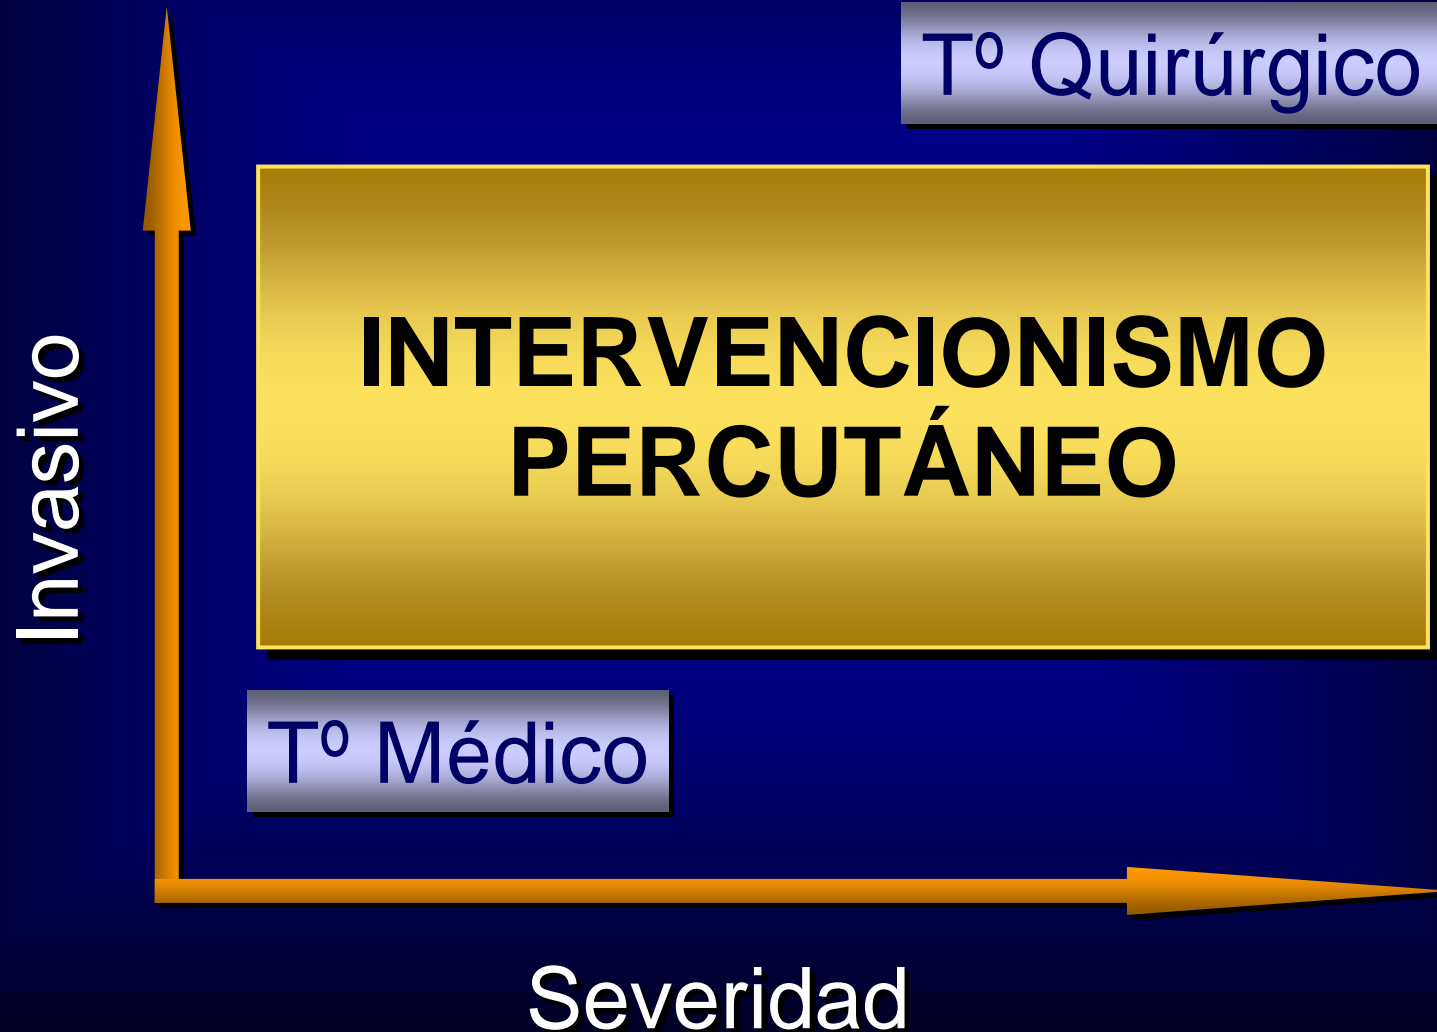 Tº Quirúrgico
INTERVENCIONISMO
PERCUTÁNEO
Invasivo
Tº Médico
Severidad